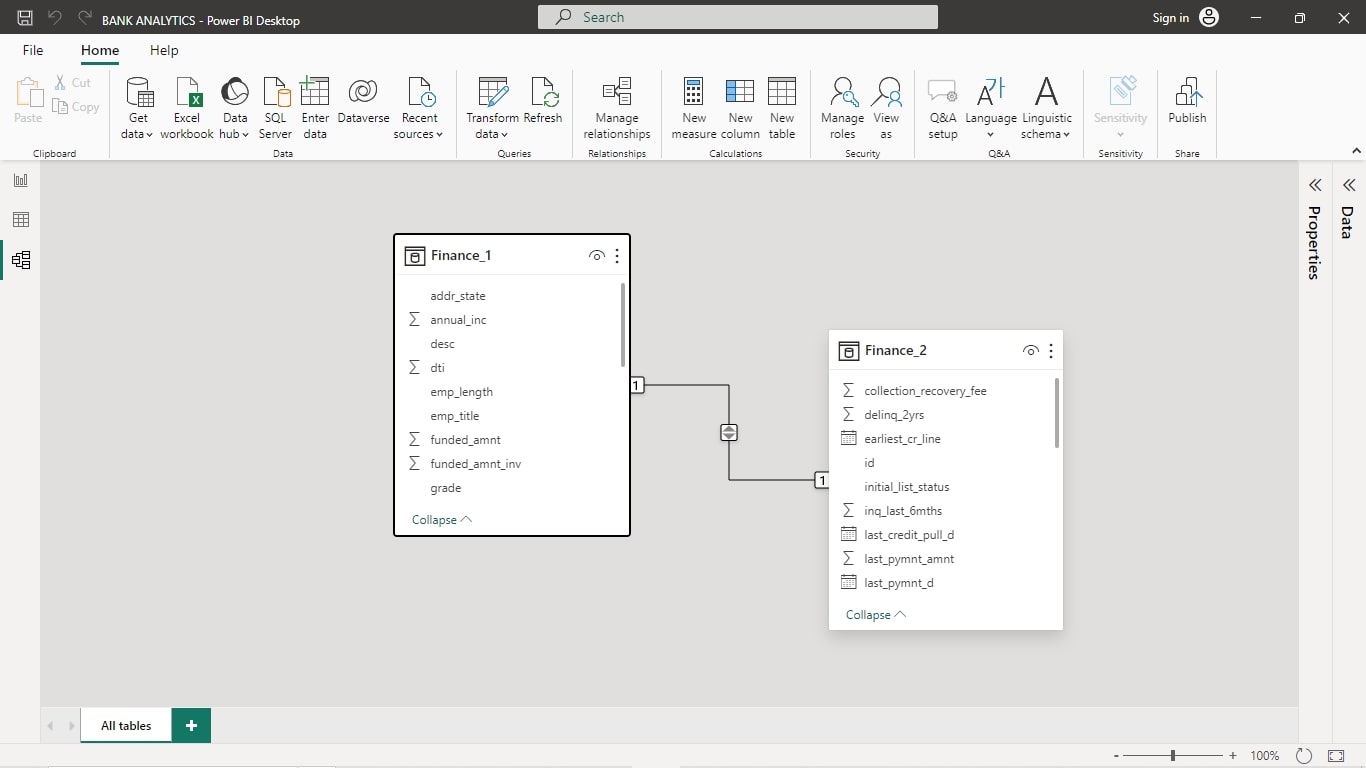 BANK ANALYTICS - Power BI Desktop
Search
Sign in
File Home Help
Paste
Cut
Copy
Clipboard
Get data
Excel workbook
Data hub
SQL Server
Enter data
Dataverse
Recent sources
Data
Transform data
Refresh
Queries
Manage relationships
Relationships
New measure
New column
New table
Calculations
Manage roles
View as
Security
Q&A setup
Language
Linguistic schema
Q&A
Sensitivity
Sensitivity
Publish
Share
Finance_1
addr_state
annual_inc
desc
dti
emp_length
emp_title
funded_amnt
funded_amnt_inv
grade
Collapse
1
1
Finance_2
collection_recovery_fee
delinq_2yrs
earliest_cr_line
id
initial_list_status
inq_last_6mths
last_credit_pull_d
last_pymnt_amnt
last_pymnt_d
Collapse
Properties
Data
All tables
100%